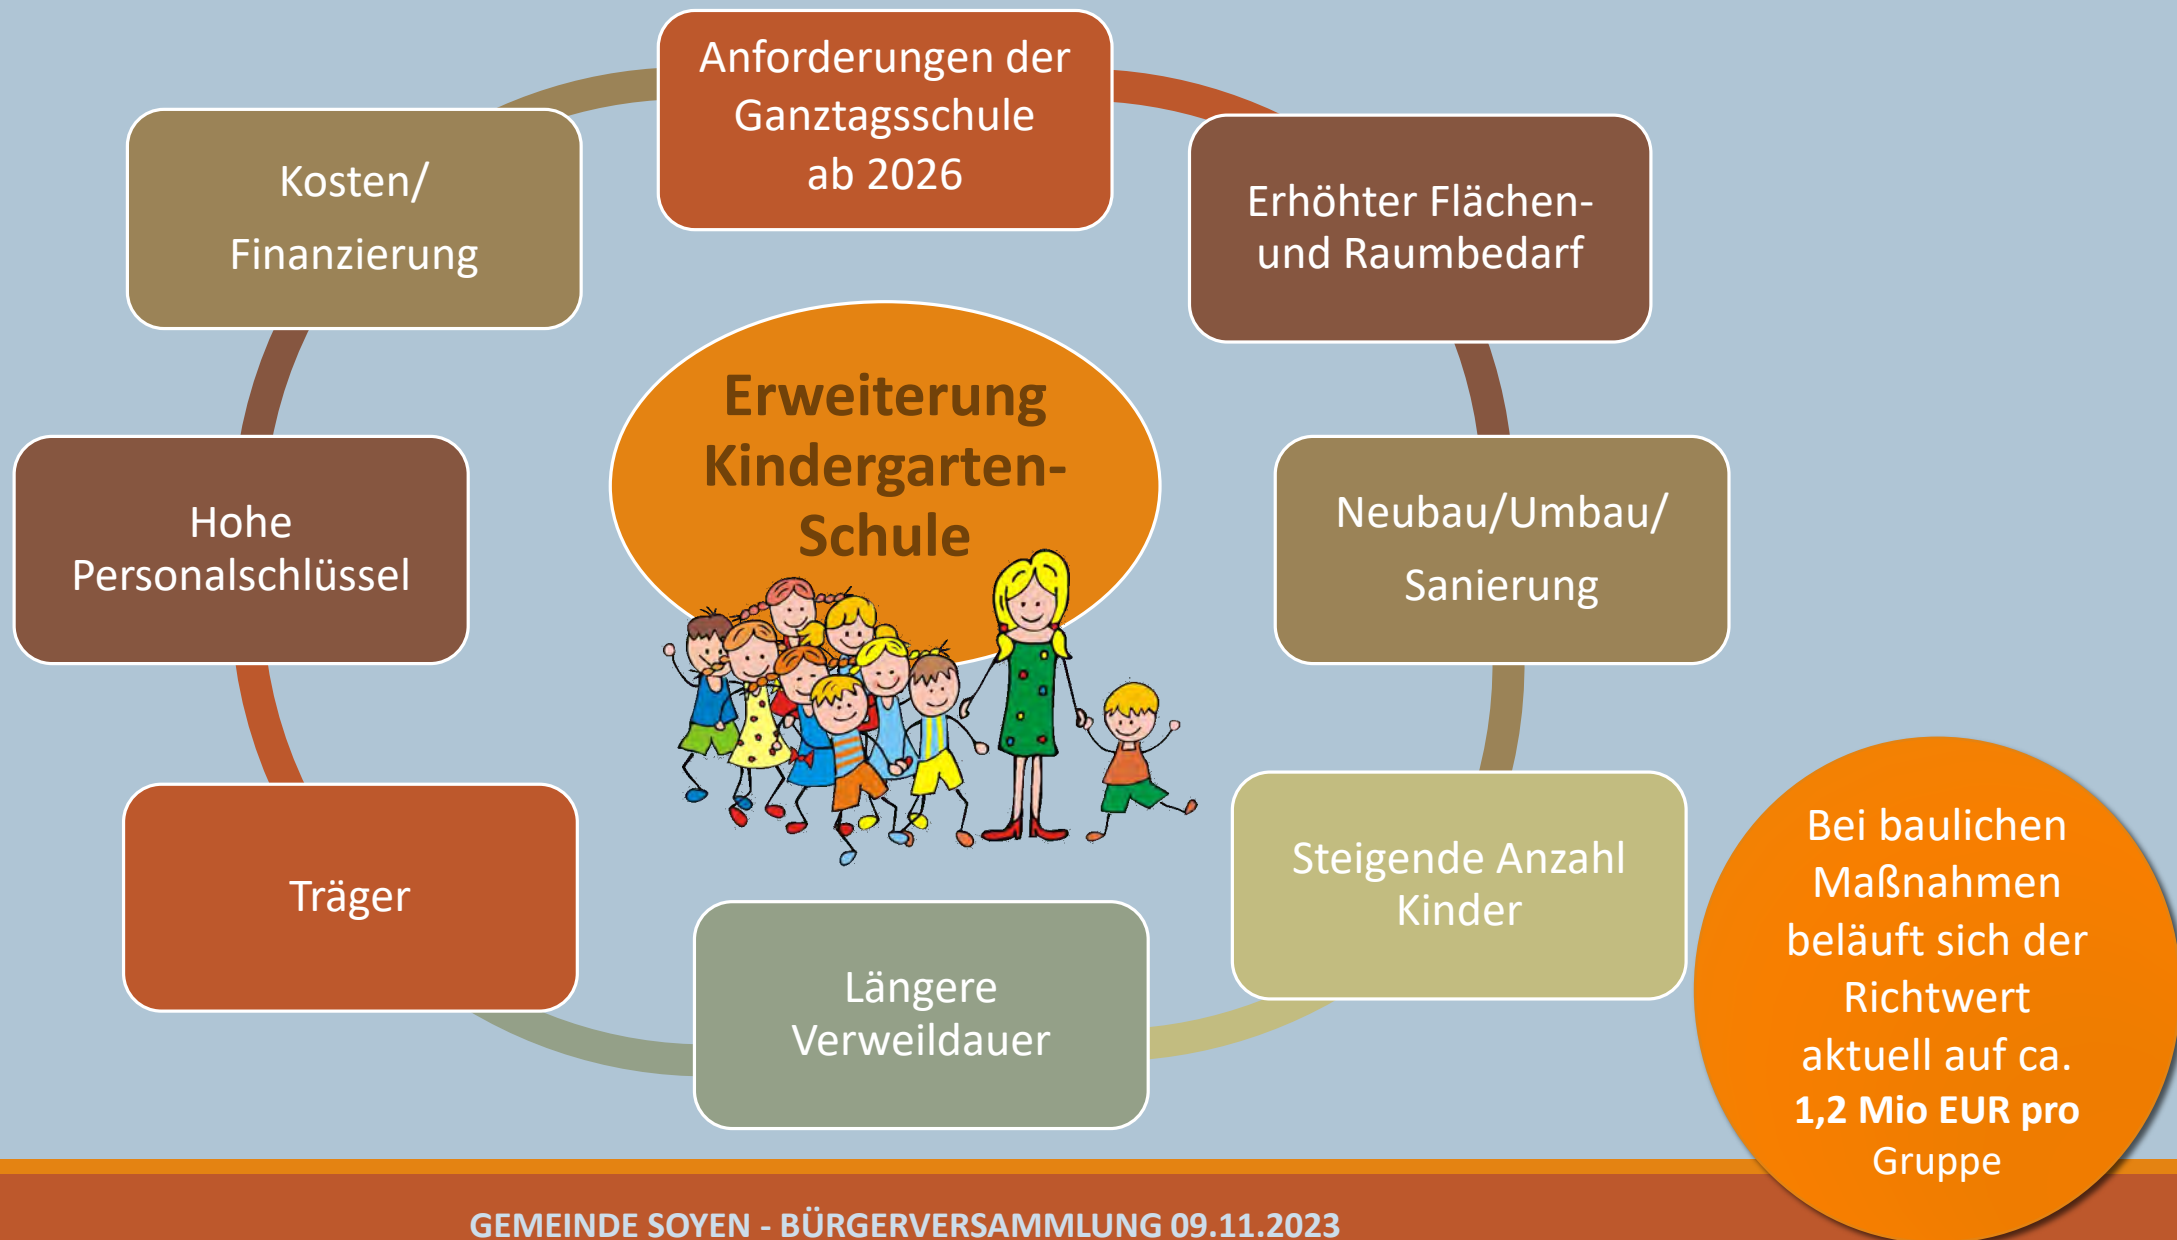 Anforderungen der
Ganztagsschule
ab 2026
Kosten/
Finanzierung
Erhöhter Flächen-
und Raumbedarf
Erweiterung
Kindergarten-
Schule
Hohe
Personalschlüssel
Neubau/Umbau/
Sanierung
Träger
Steigende Anzahl
Kinder
Längere
Verweildauer
Bei baulichen
Maßnahmen
beläuft sich der
Richtwert
aktuell auf ca.
1,2 Mio EUR pro
Gruppe
GEMEINDE SOYEN - BÜRGERVERSAMMLUNG 09.11.2023